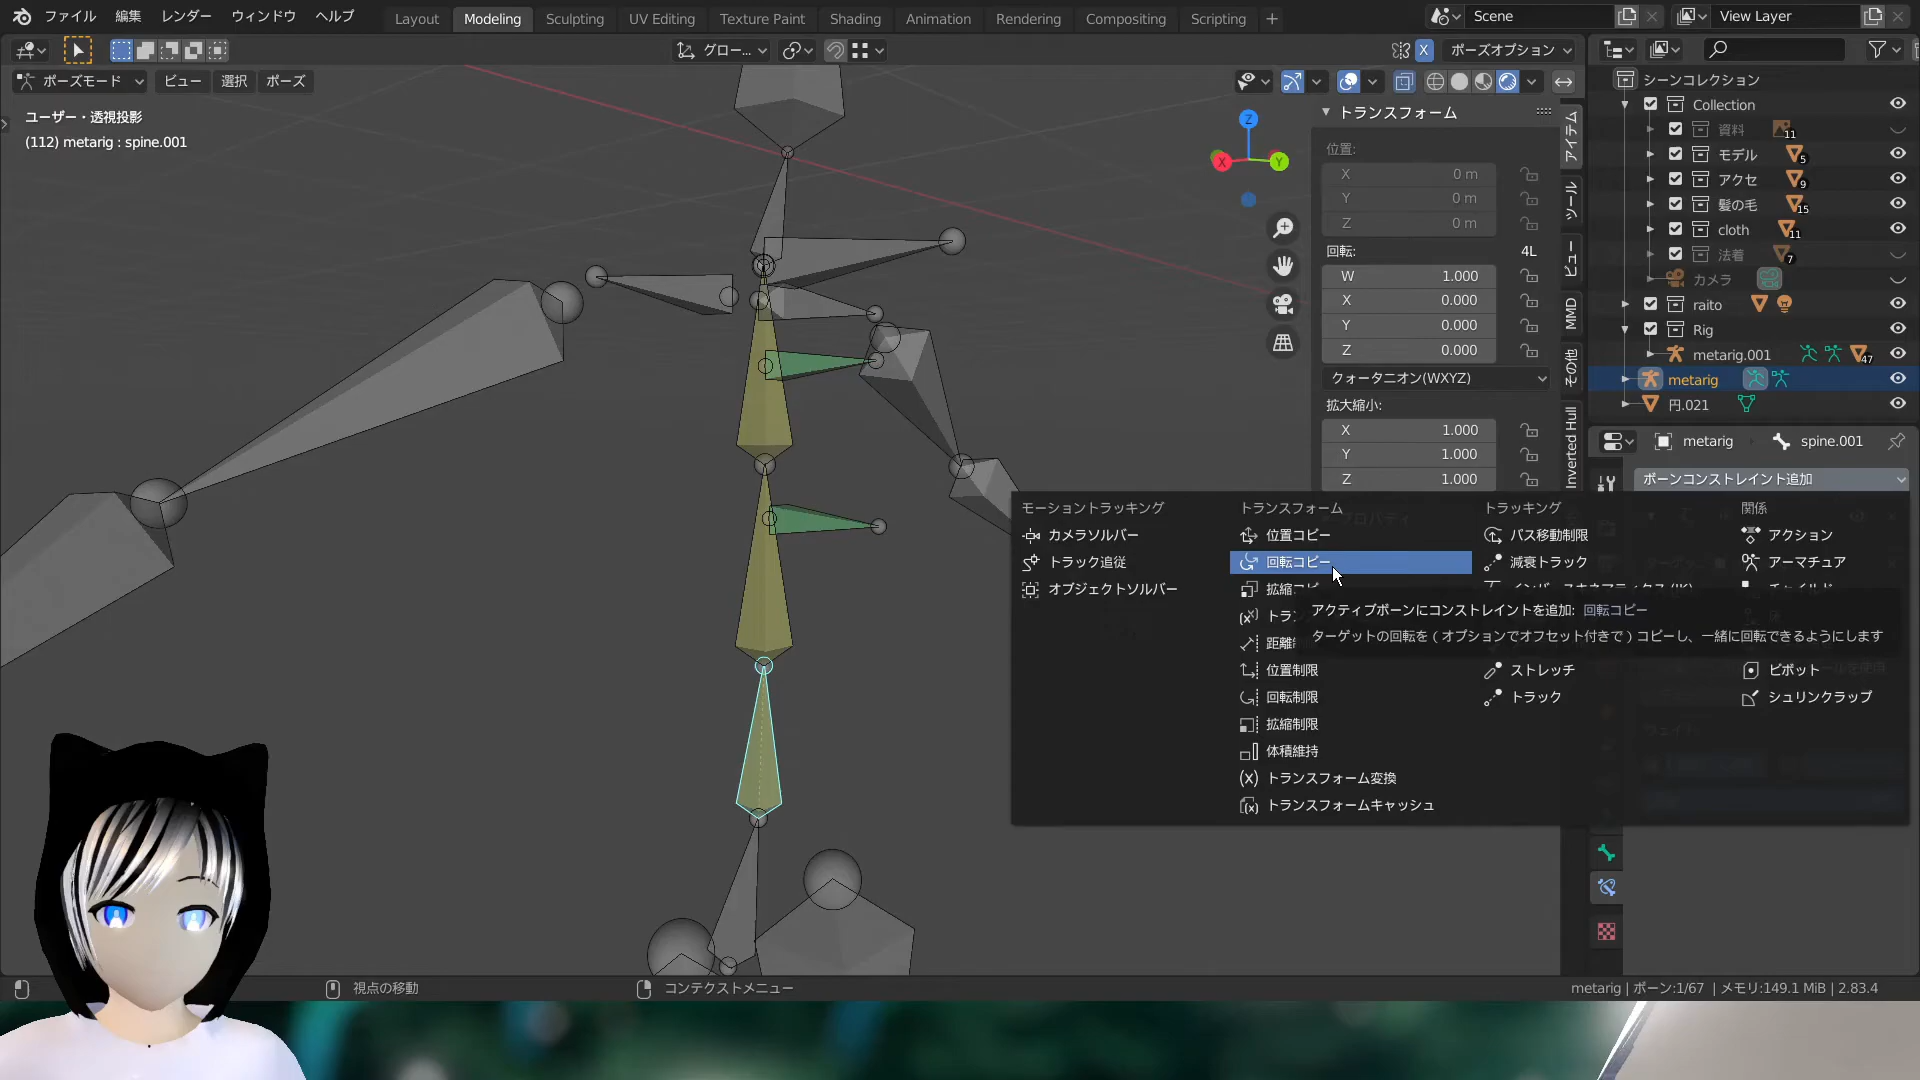 ファイル 編集 レンダー ウィンドウ ヘルプ Layout Modeling Sculpting UV Editing Texture Paint Shading Animation Rendering Compositing Scripting + Scene View Layer
グロー... X ポーズオプション
ポーズモード ビュー 選択 ポーズ
ユーザー・透視投影
(112) metarig : spine.001
Z
X
Y
トランスフォーム
位置:
X 0 m
Y 0 m
Z 0 m
回転: 4L
W 1.000
X 0.000
Y 0.000
Z 0.000
クォータニオン(WXYZ)
拡大縮小:
X 1.000
Y 1.000
Z 1.000
アイテム
ツール
ビュー
MMD
その他
Inverted Hull
シーンコレクション
Collection
資料 11
モデル 5
アクセ 9
髪の毛 15
cloth 11
法着 7
カメラ
raito
Rig
metarig.001 47
metarig
円.021
metarig spine.001
ボーンコンストレイント追加
モーショントラッキング トランスフォーム トラッキング 関係
カメラソルバー 位置コピー パス移動制限 アクション
トラック追従 回転コピー 減衰トラック アーマチュア
オブジェクトソルバー 拡縮コピー
アクティブボーンにコンストレイントを追加: 回転コピー
ターゲットの回転を ( オプションでオフセット付きで ) コピーし、一緒に回転できるようにします
位置制限 ストレッチ ピボット
回転制限 トラック シュリンクラップ
拡縮制限
体積維持
トランスフォーム変換
トランスフォームキャッシュ
視点の移動 コンテクストメニュー metarig | ボーン:1/67 | メモリ:149.1 MiB | 2.83.4